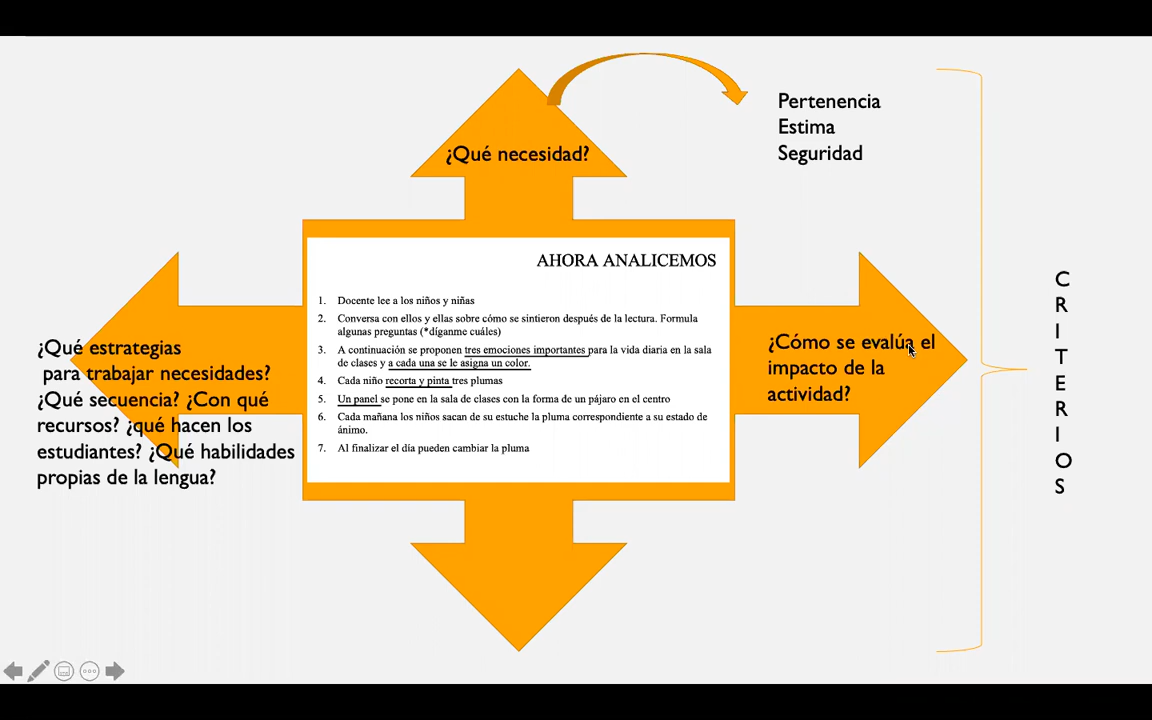 Pertenencia
Estima
Seguridad
¿Qué necesidad?
AHORA ANALICEMOS
1. Docente lee a los niños y niñas
2. Conversa con ellos y ellas sobre cómo se sintieron después de la lectura. Formula
algunas preguntas (*díganme cuáles)
3. A continuación se proponen tres emociones importantes para la vida diaria en la sala
de clases y a cada una se le asigna un color.
4. Cada niño recorta y pinta tres plumas
5. Un panel se pone en la sala de clases con la forma de un pájaro en el centro
6. Cada mañana los niños sacan de su estuche la pluma correspondiente a su estado de
ánimo.
7. Al finalizar el día pueden cambiar la pluma
¿Qué estrategias
para trabajar necesidades?
¿Qué secuencia? ¿Con qué
recursos? ¿qué hacen los
estudiantes? ¿Qué habilidades
propias de la lengua?
¿Cómo se evalúa el
impacto de la
actividad?
C
R
I
T
E
R
I
O
S